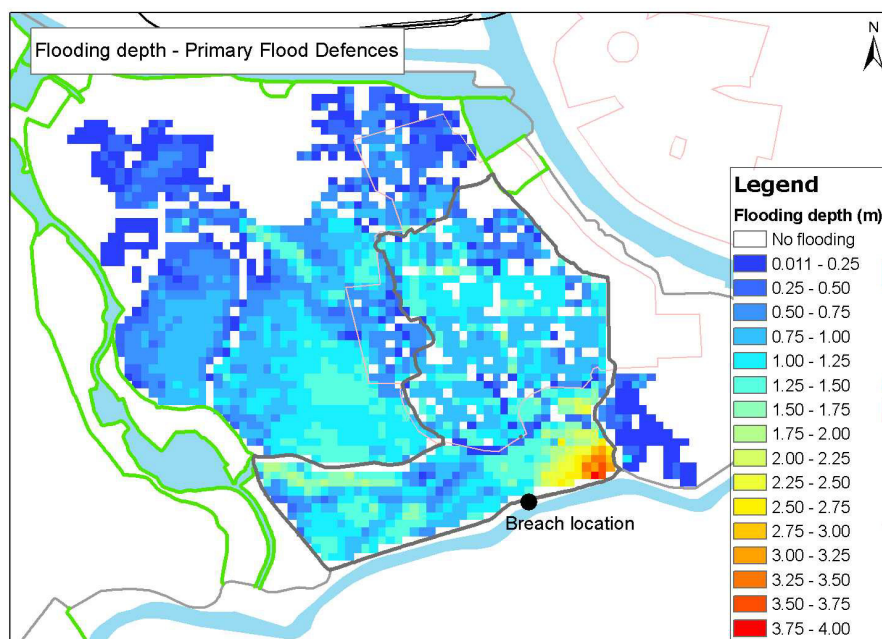 Flooding depth - Primary Flood Defences
N
Legend
Flooding depth (m)
No flooding
0.011 - 0.25
0.25 - 0.50
0.50 - 0.75
0.75 - 1.00
1.00 - 1.25
1.25 - 1.50
1.50 - 1.75
1.75 - 2.00
2.00 - 2.25
2.25 - 2.50
2.50 - 2.75
2.75 - 3.00
3.00 - 3.25
3.25 - 3.50
3.50 - 3.75
3.75 - 4.00
Breach location